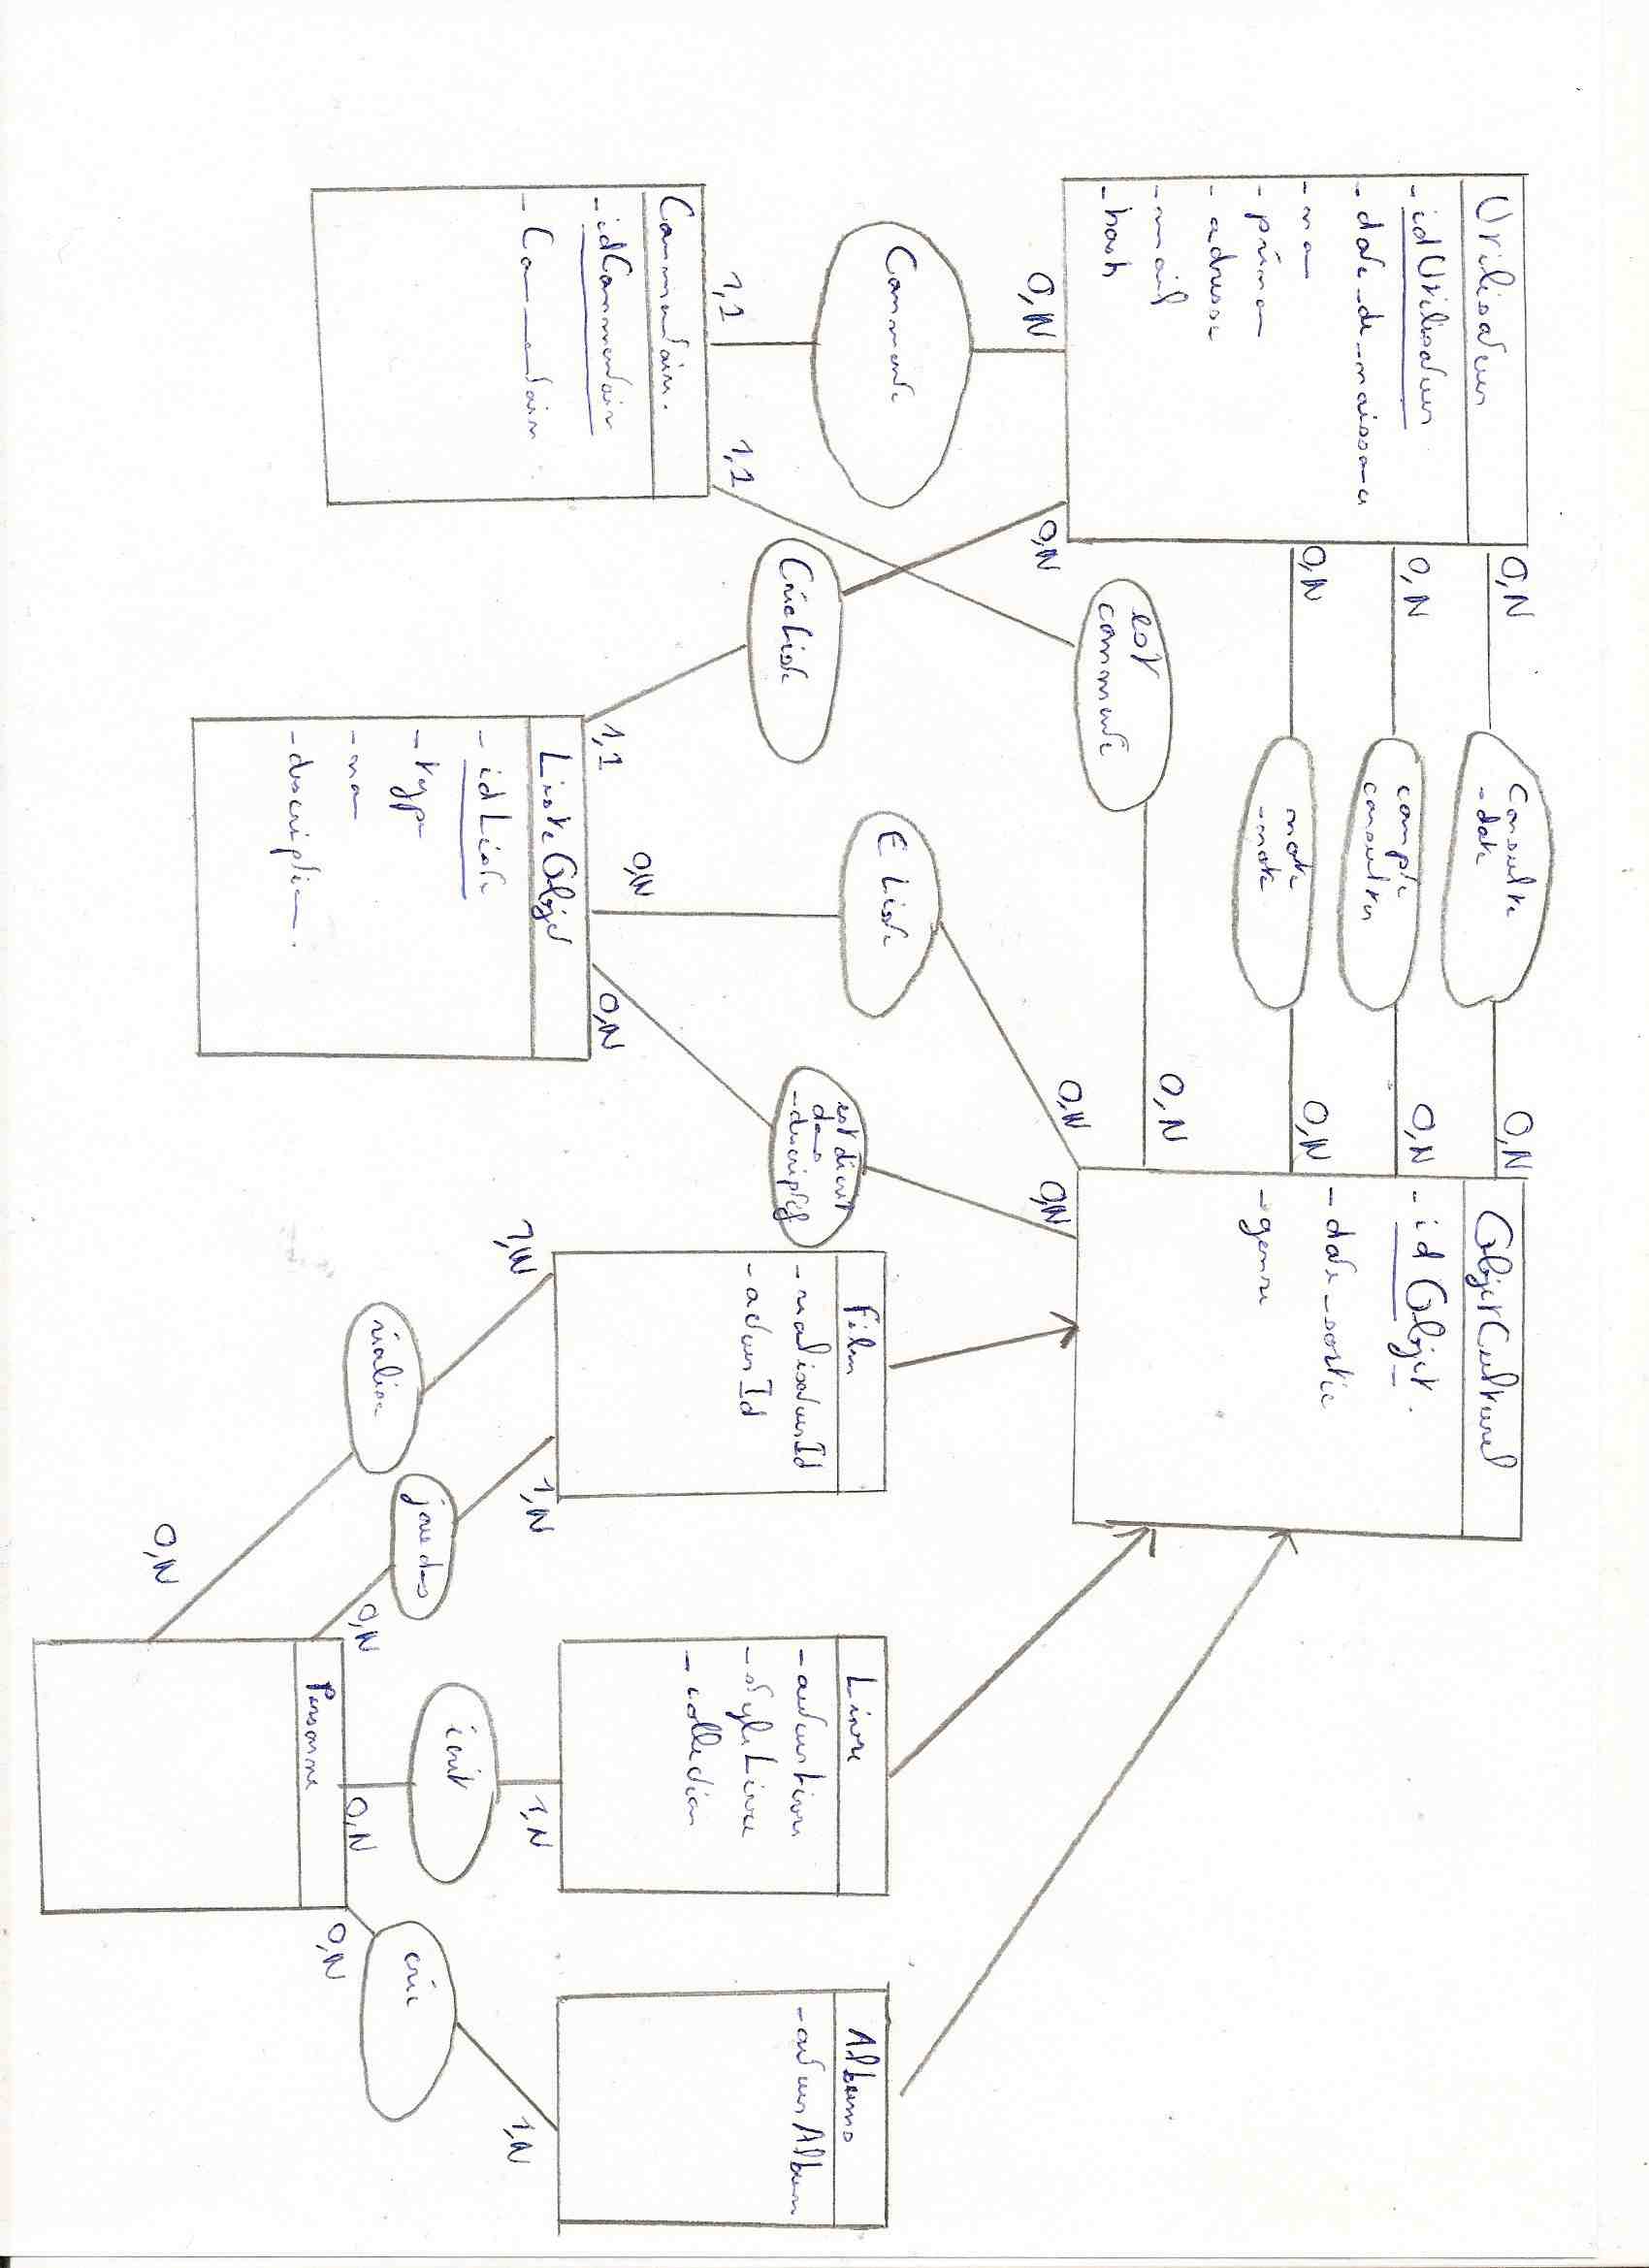 Utilisateur
- idUtilisateur
- date_de_naissance
- nom
- prénom
- adresse
- mail
- hash
0,N
0,N
0,N
Consulte
- date
compte
consulter
note
- note
0,N
0,N
0,N
ObjetCulturel
- idObjet.
- date_sortie
- genre
0,N
Commente
1,1
Commentaire.
- idCommentaire
- Commentaire
1,1
0,N
CréeListe
1,1
est
commenté
0,N
ListeObjet
- idListe
- type
- nom
- description.
0,N
E Liste
0,N
0,N
est décrit
dans
- descriptif
0,N
Film
- réalisateurId
- acteurId
Livre
- auteurLivre
- styleLivre
- collection
Albums
- auteurAlbum
1,N
réalise
0,N
1,N
joue dans
0,N
1,N
écrit
0,N
1,N
crée
0,N
Personne